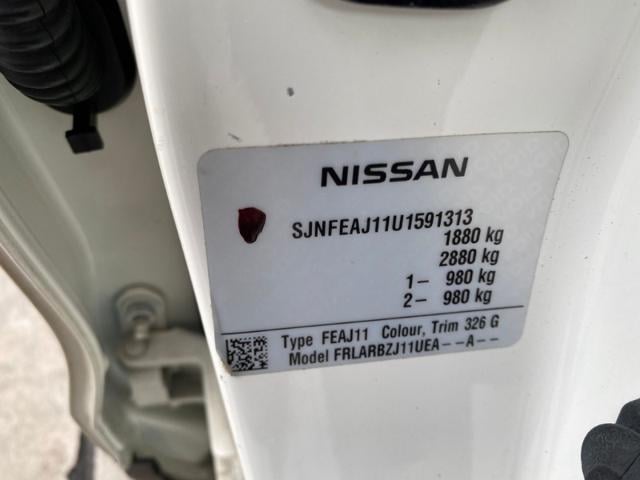 NISSAN
SJNFEAJ11U1591313
1880 kg
2880 kg
1– 980 kg
2– 980 kg
Type FEAJ11 Colour, Trim 326 G
Model FRLARBZJ11UEA--A--